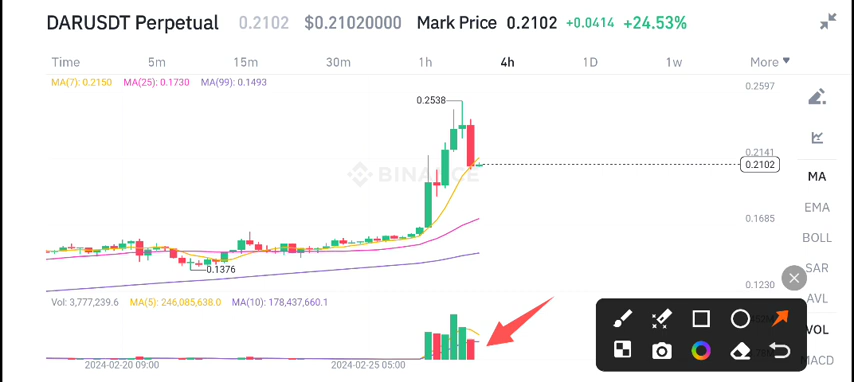 DARUSDT Perpetual 0.2102 $0.21020000 Mark Price 0.2102 +0.0414 +24.53%
Time 5m 15m 30m 1h 4h 1D 1w More
MA(7): 0.2150 MA(25): 0.1730 MA(99): 0.1493
0.2597
0.2538
0.2141
0.2102
BINANCE
MA
EMA
0.1685
BOLL
0.1376
SAR
0.1230
AVL
Vol: 3,777,239.6 MA(5): 246,085,638.0 MA(10): 178,437,660.1
VOL
MACD
2024-02-20 09:00 2024-02-25 05:00